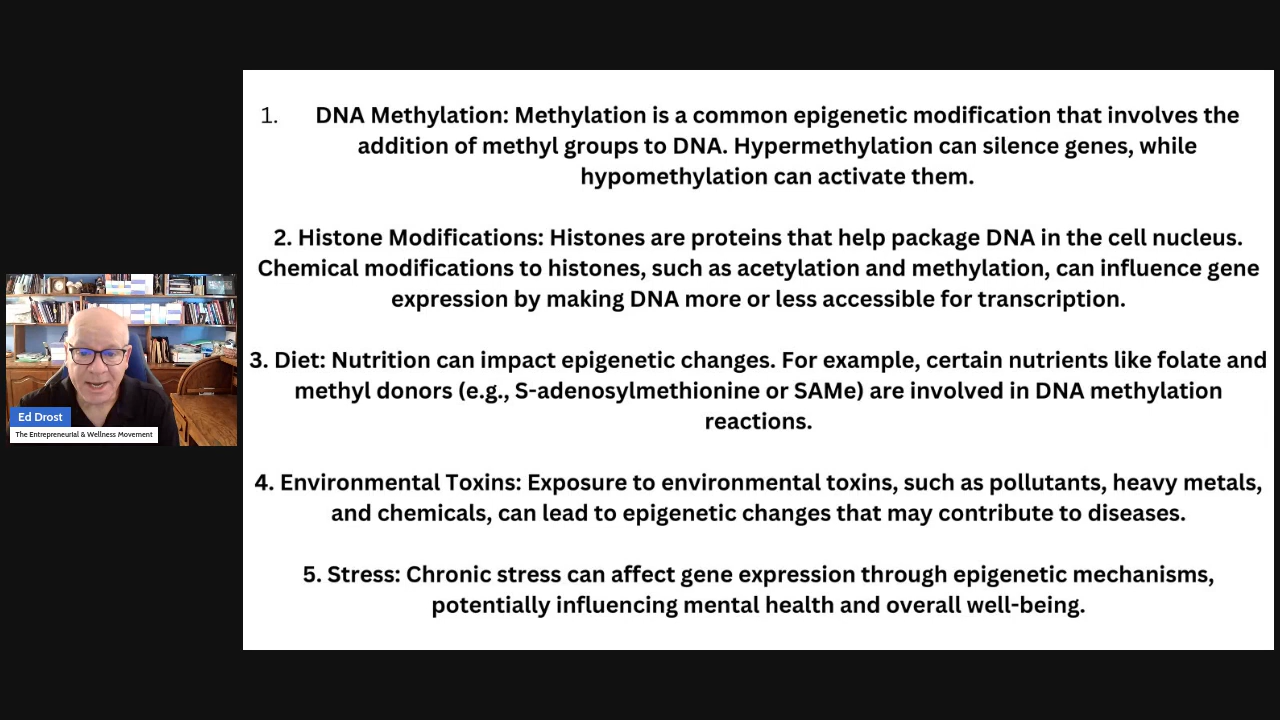 1. DNA Methylation: Methylation is a common epigenetic modification that involves the
addition of methyl groups to DNA. Hypermethylation can silence genes, while
hypomethylation can activate them.
2. Histone Modifications: Histones are proteins that help package DNA in the cell nucleus.
Chemical modifications to histones, such as acetylation and methylation, can influence gene
expression by making DNA more or less accessible for transcription.
3. Diet: Nutrition can impact epigenetic changes. For example, certain nutrients like folate and
methyl donors (e.g., S-adenosylmethionine or SAMe) are involved in DNA methylation
reactions.
4. Environmental Toxins: Exposure to environmental toxins, such as pollutants, heavy metals,
and chemicals, can lead to epigenetic changes that may contribute to diseases.
5. Stress: Chronic stress can affect gene expression through epigenetic mechanisms,
potentially influencing mental health and overall well-being.
Ed Drost
The Entrepreneurial & Wellness Movement